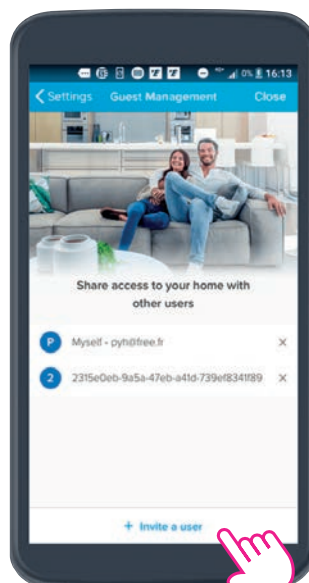 0% 16:13
Settings Guest Management Close
Share access to your home with
other users
P Myself - pyh@free.fr ×
2 2315e0eb-9a5a-47eb-a41d-739ef8341f89 ×
+ Invite a user